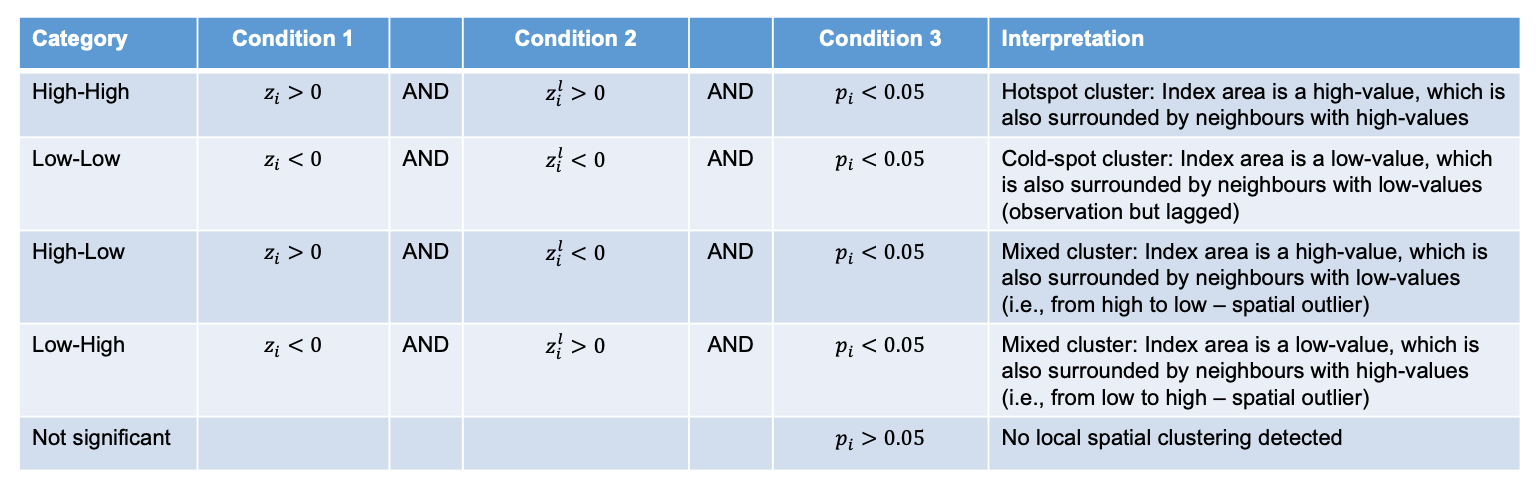 Category Condition 1 Condition 2 Condition 3 Interpretation
High-High z_i > 0 AND z_i^l > 0 AND p_i < 0.05 Hotspot cluster: Index area is a high-value, which is
also surrounded by neighbours with high-values
Low-Low z_i < 0 AND z_i^l < 0 AND p_i < 0.05 Cold-spot cluster: Index area is a low-value, which
is also surrounded by neighbours with low-values
(observation but lagged)
High-Low z_i > 0 AND z_i^l < 0 AND p_i < 0.05 Mixed cluster: Index area is a high-value, which is
also surrounded by neighbours with low-values
(i.e., from high to low – spatial outlier)
Low-High z_i < 0 AND z_i^l > 0 AND p_i < 0.05 Mixed cluster: Index area is a low-value, which is
also surrounded by neighbours with high-values
(i.e., from low to high – spatial outlier)
Not significant p_i > 0.05 No local spatial clustering detected